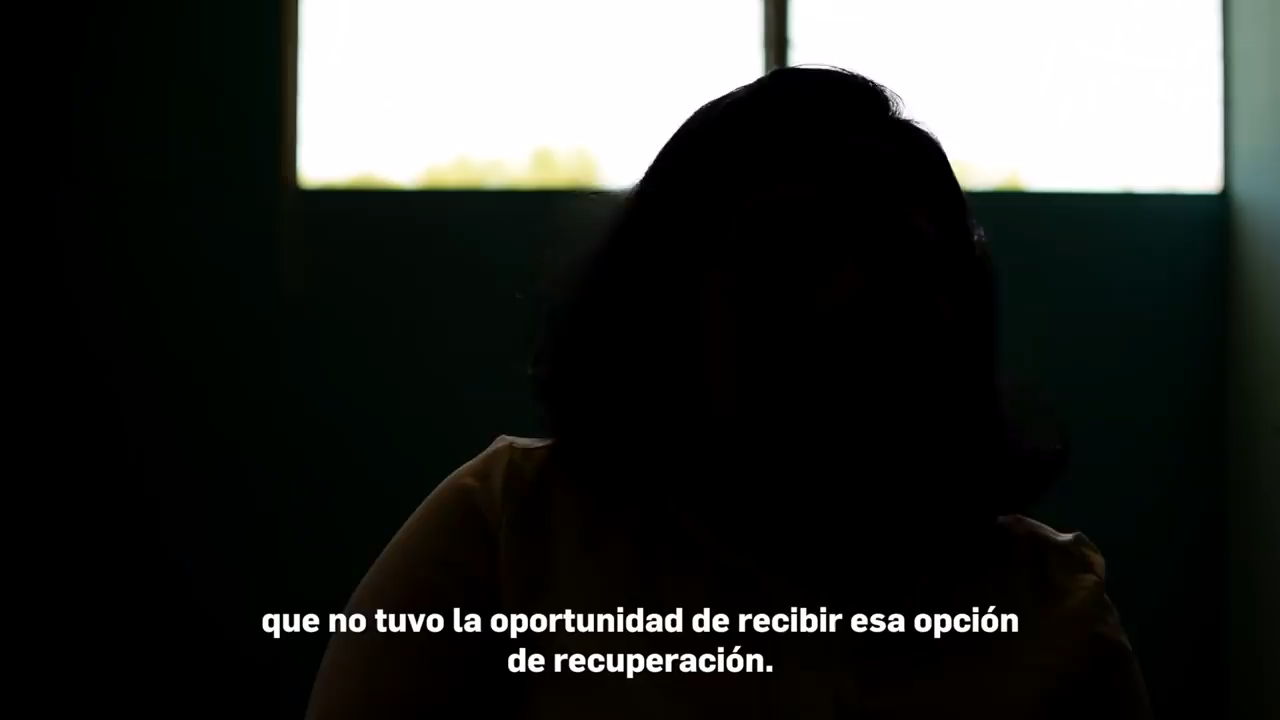 que no tuvo la oportunidad de recibir esa opción
de recuperación.